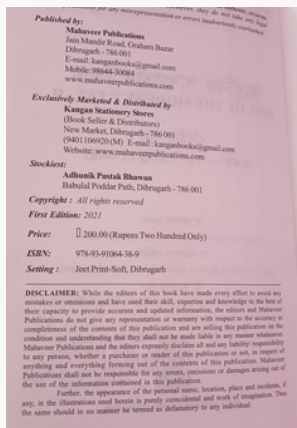 for any misrepresentation or errors inadvertently overlooked.
Published by:
Mahaveer Publications
Jain Mandir Road, Graham Bazar
Dibrugarh - 786 001
E-mail: kanganbooks@gmail.com
Mobile: 98644-30084
www.mahaveerpublications.com
Exclusively Marketed & Distributed by
Kangan Stationery Stores
(Book Seller & Distributors)
New Market, Dibrugarh - 786 001
(9401106920 (M) E-mail : kanganbooks@gmail.com
Website: www.mahaveerpublications.com
Stockiest:
Adhunik Pustak Bhawan
Babulal Poddar Path, Dibrugarh - 786 001
Copyright : All rights reserved
First Edition: 2021
Price: 200.00 (Rupees Two Hundred Only)
ISBN: 978-93-91064-38-9
Setting : Jeet Print-Soft, Dibrugarh
DISCLAIMER: While the editors of this book have made every effort to avoid any
mistakes or omissions and have used their skill, expertise and knowledge to the best of
their capacity to provide accurate and updated information, the editors and Mahaveer
Publications do not give any representation or warranty with respect to the accuracy or
completeness of the contents of this publication and are selling this publication on the
condition and understanding that they shall not be made liable in any manner whatsoever.
Mahaveer Publications and the editors expressly disclaim all and any liability/responsibility
to any person, whether a purchaser or reader of this publication or not, in respect of
anything and everything forming out of the contents of this publication. Mahaveer
Publications shall not be responsible for any errors, omissions or damages arising out of
the use of the information contained in this publication.
Further, the appearance of the personal name, location, place and incidents, if
any, in the illustrations used herein is purely coincidental and work of imagination. Thus
the same should in no manner be termed as defamatory to any individual.